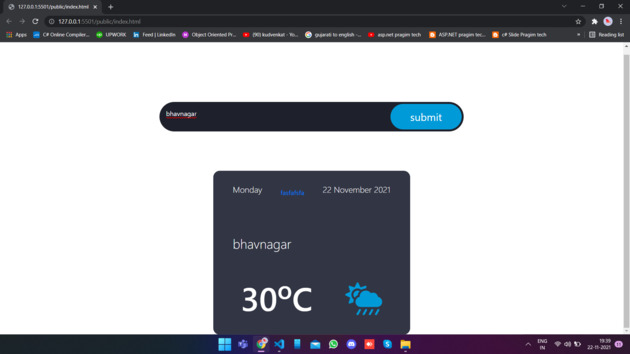 127.0.0.1:5501/public/index.html
127.0.0.1:5501/public/index.html
Apps C# Online Compiler... UPWORK Feed | LinkedIn Object Oriented Pr... (90) kudvenkat - Yo... gujarati to english -... asp.net pragim tech ASP.NET pragim tec... c# Slide Pragim tech » Reading list
bhavnagar submit
Monday 22 November 2021
bhavnagar
30°C
ENG 19:39
IN 22-11-2021